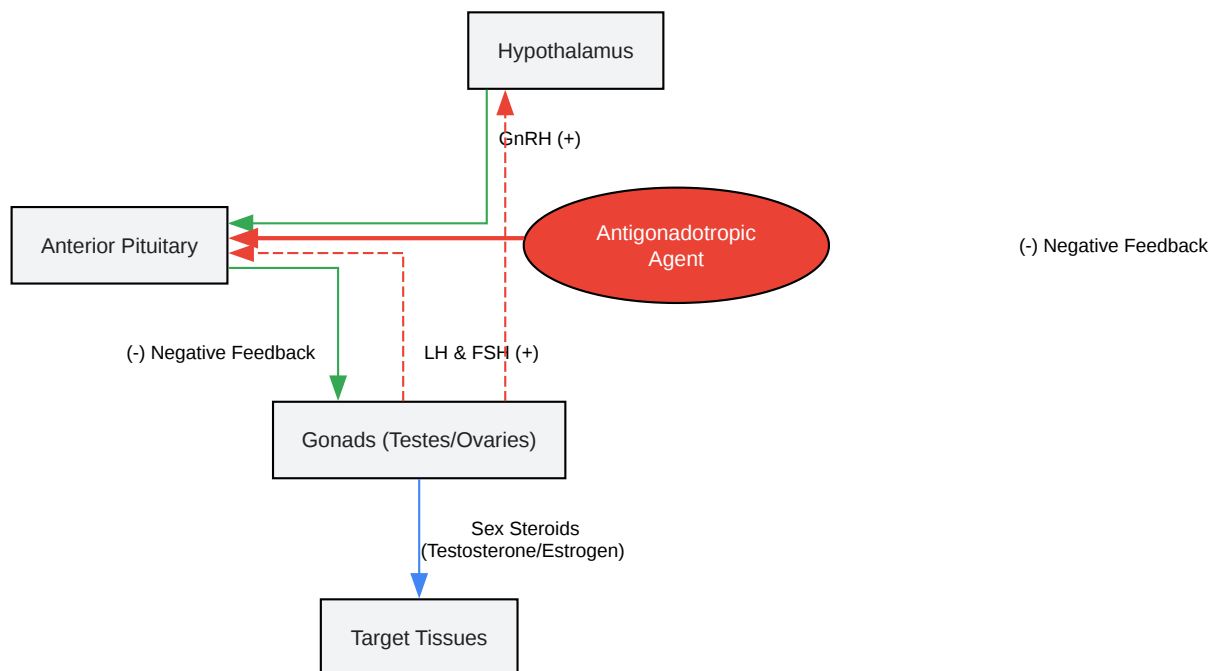 Hypothalamus
GnRH (+)
Anterior Pituitary
Antigonadotropic
Agent
(-) Negative Feedback
(-) Negative Feedback
LH & FSH (+)
Gonads (Testes/Ovaries)
Sex Steroids
(Testosterone/Estrogen)
Target Tissues